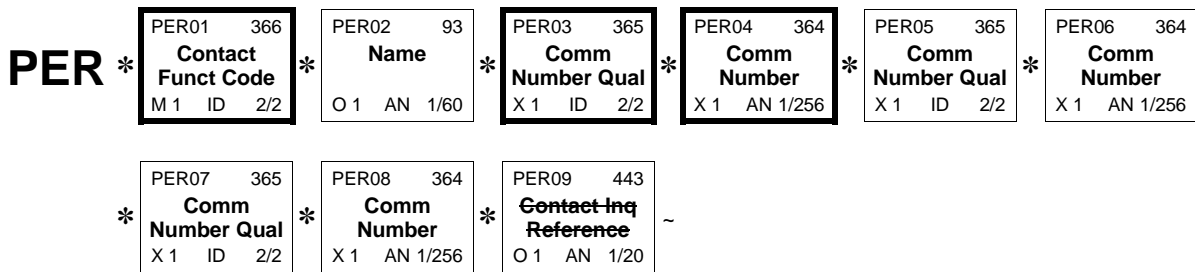 PER * PER01 366 * PER02 93 * PER03 365 * PER04 364 * PER05 365 * PER06 364
Contact Name Comm Comm Comm Comm
Funct Code Number Qual Number Number Qual Number
M 1 ID 2/2 O 1 AN 1/60 X 1 ID 2/2 X 1 AN 1/256 X 1 ID 2/2 X 1 AN 1/256
* PER07 365 * PER08 364 * PER09 443 ~
Comm Comm Contact Inq
Number Qual Number Reference
X 1 ID 2/2 X 1 AN 1/256 O 1 AN 1/20